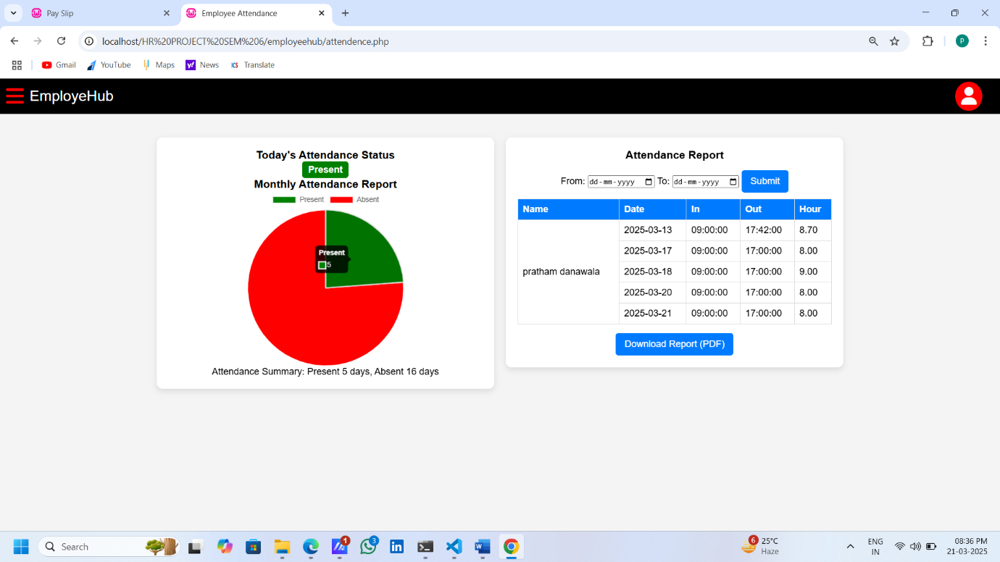 Pay Slip
Employee Attendance
localhost/HR%20PROJECT%20SEM%206/employeehub/attendence.php
P
Gmail
YouTube
Maps
News
Translate
EmployeHub
Today's Attendance Status
Present
Monthly Attendance Report
Present Absent
Present
5
Attendance Summary: Present 5 days, Absent 16 days
Attendance Report
From: dd-mm-yyyy To: dd-mm-yyyy Submit
Name Date In Out Hour
2025-03-13 09:00:00 17:42:00 8.70
2025-03-17 09:00:00 17:00:00 8.00
pratham danawala 2025-03-18 09:00:00 17:00:00 9.00
2025-03-20 09:00:00 17:00:00 8.00
2025-03-21 09:00:00 17:00:00 8.00
Download Report (PDF)
Search
1
3
6
25°C
Haze
ENG
IN
08:36 PM
21-03-2025